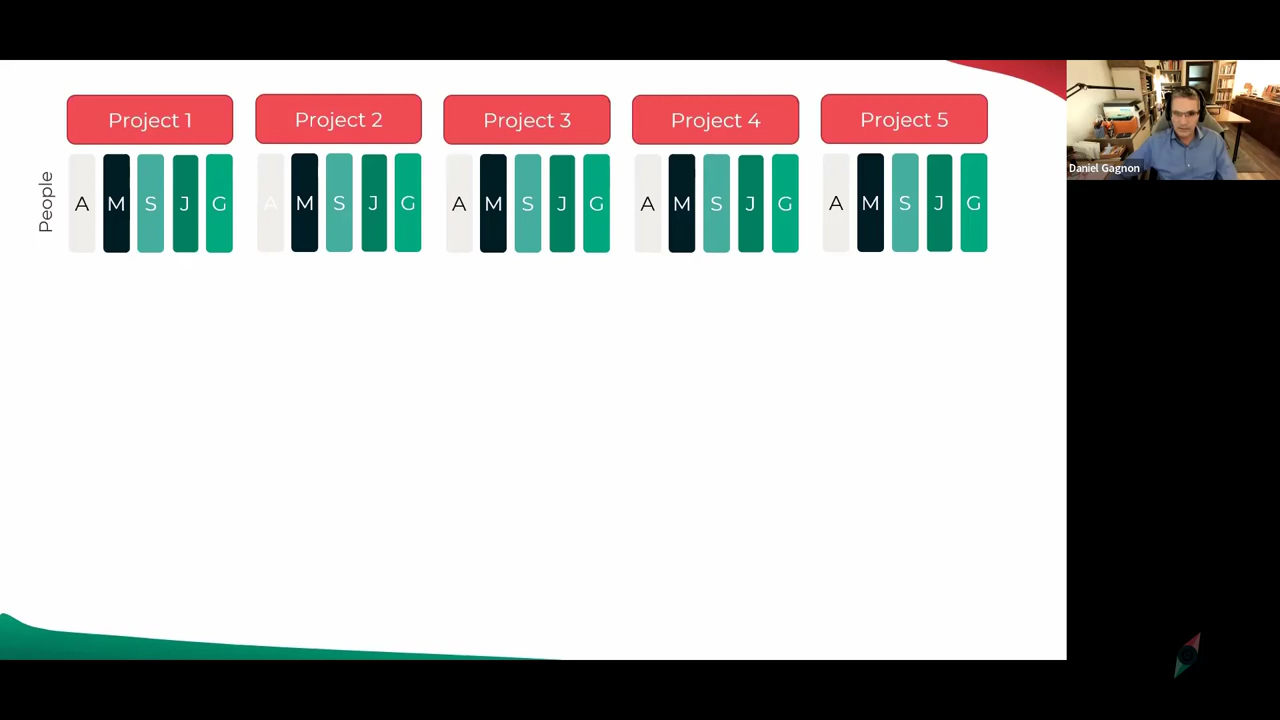 Project 1 Project 2 Project 3 Project 4 Project 5
People
A M S J G A M S J G A M S J G A M S J G A M S J G
Daniel Gagnon